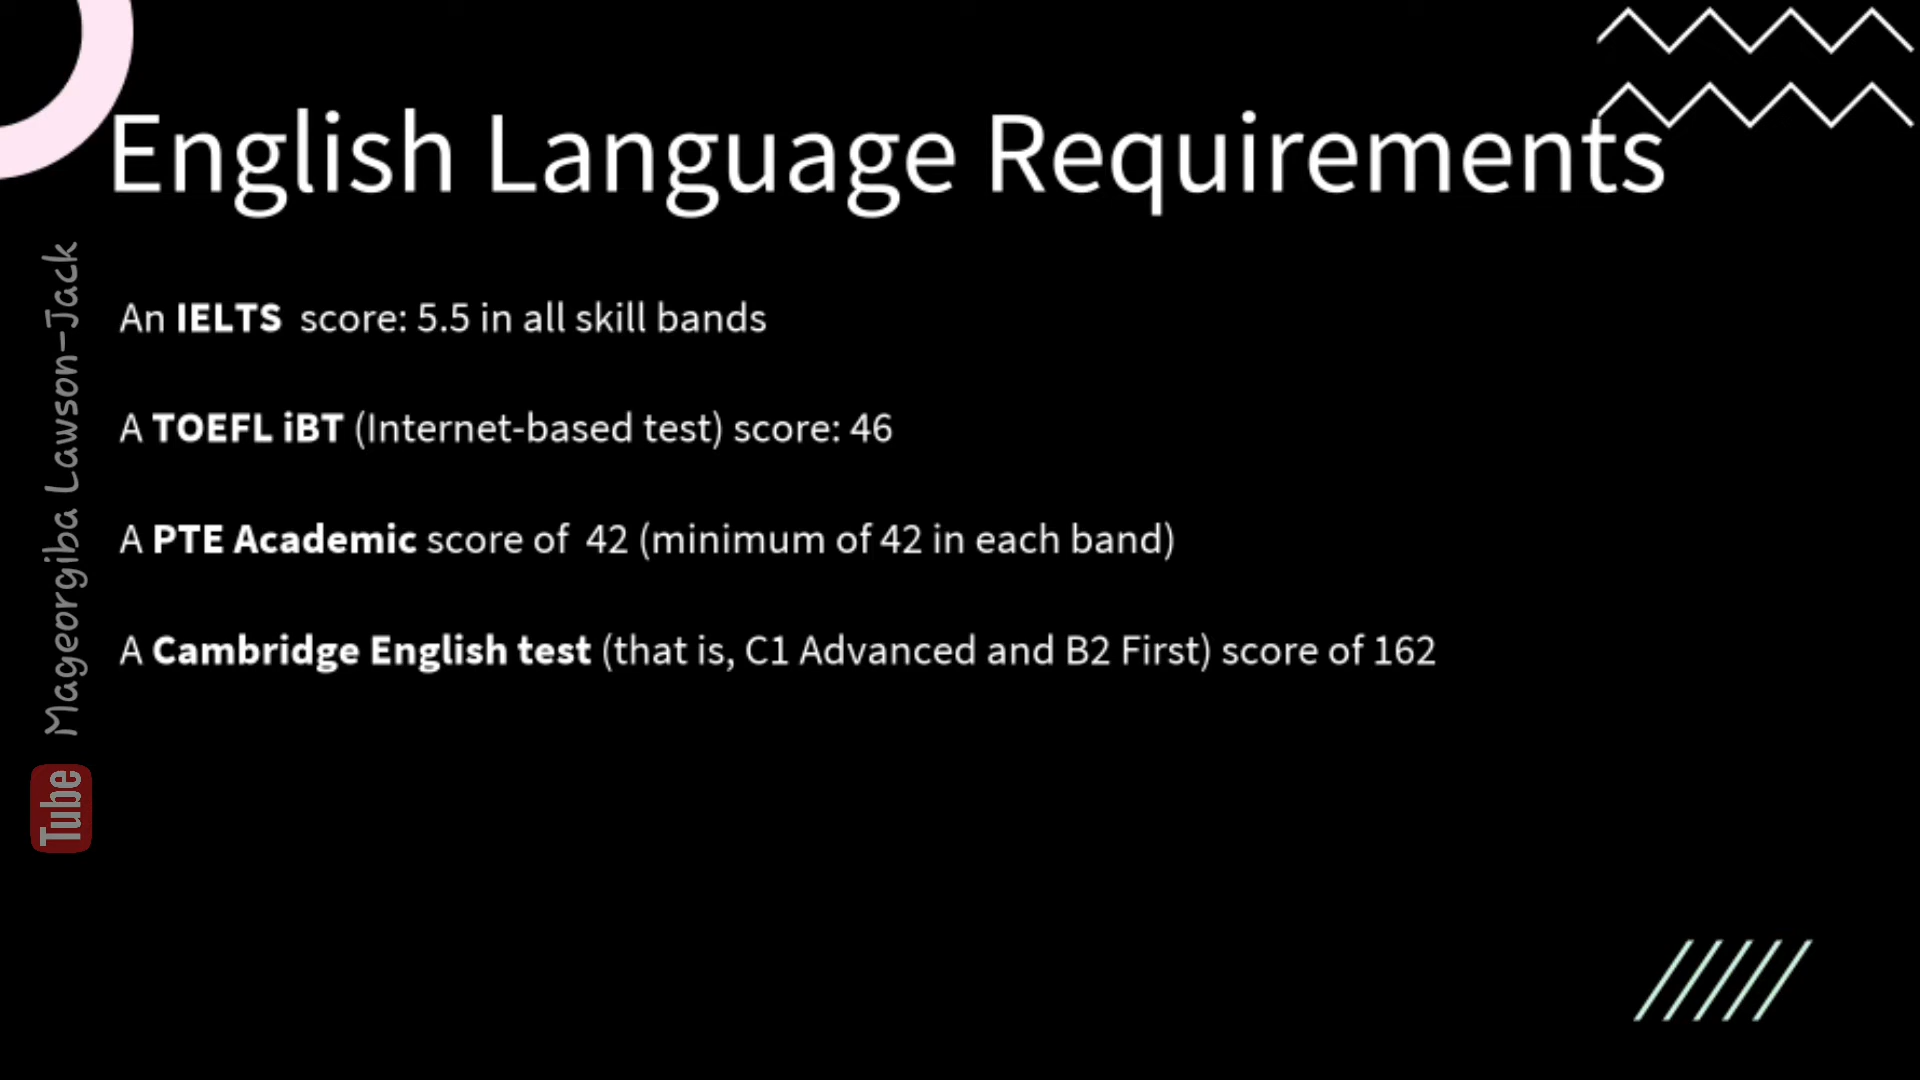 English Language Requirements
An IELTS score: 5.5 in all skill bands
A TOEFL iBT (Internet-based test) score: 46
A PTE Academic score of 42 (minimum of 42 in each band)
A Cambridge English test (that is, C1 Advanced and B2 First) score of 162
Mageorgiba Lawson-Jack
Tube